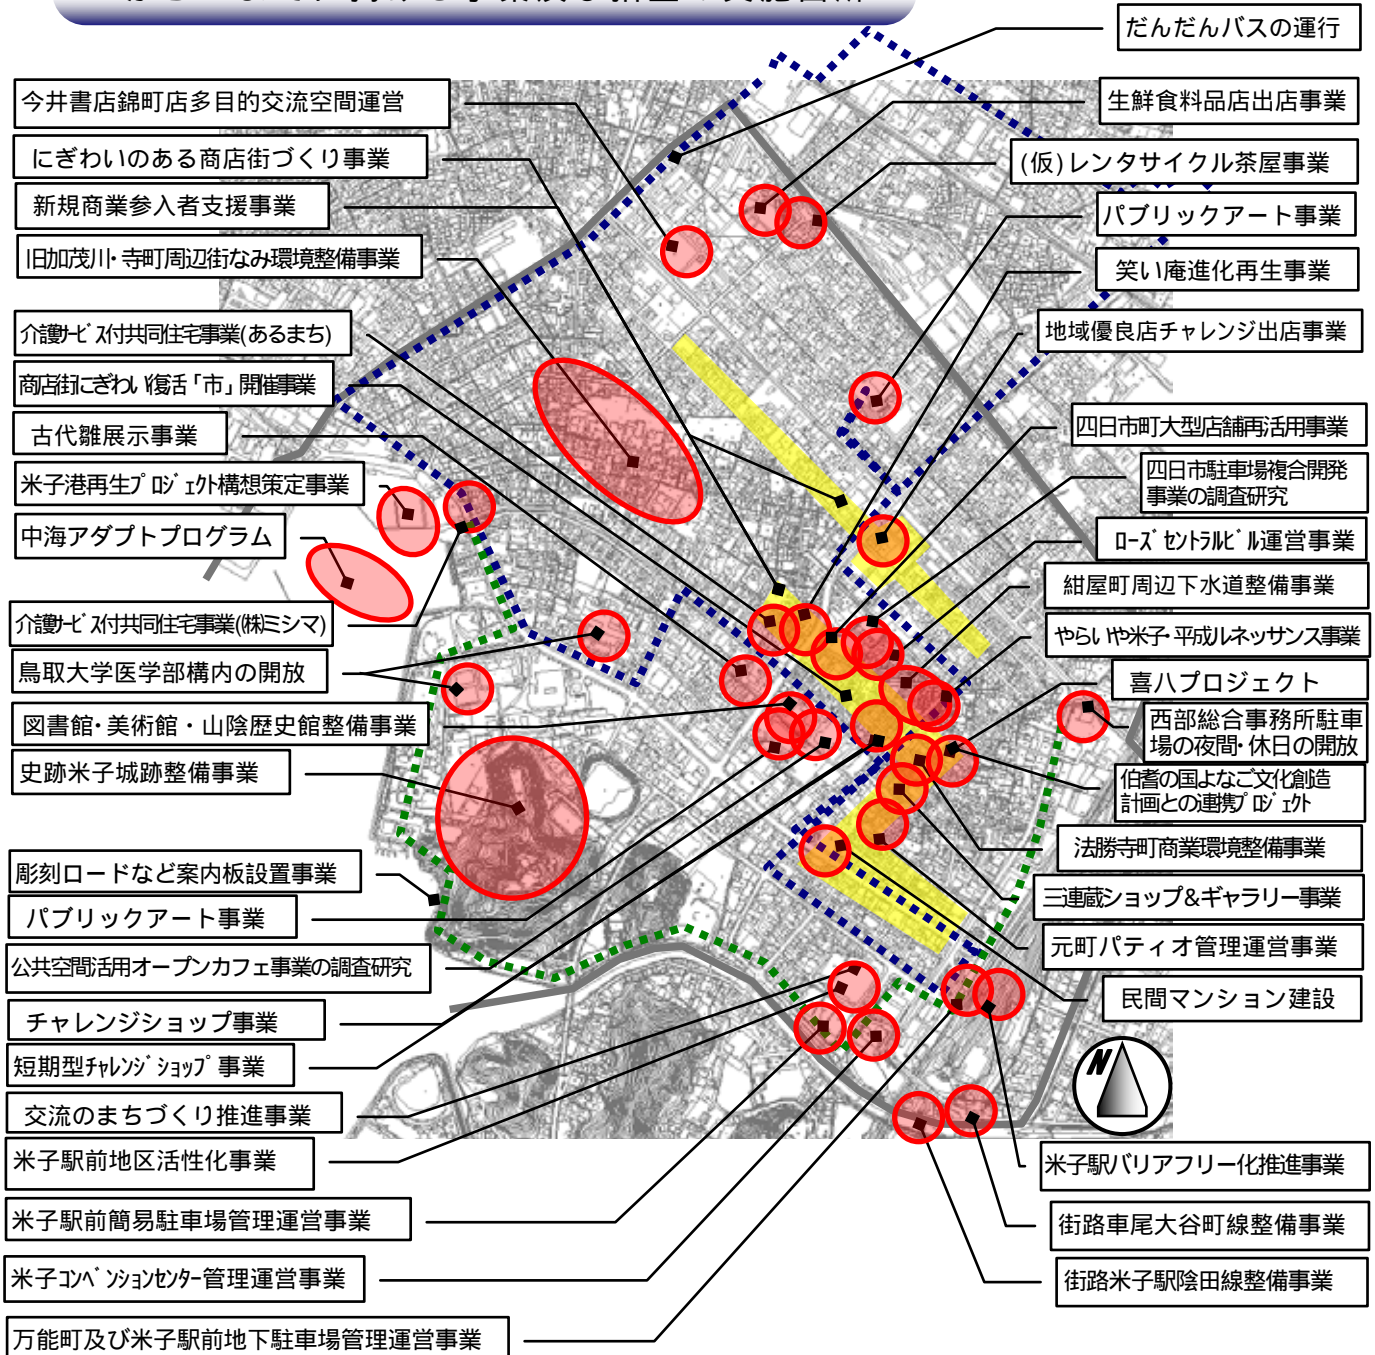 だんだんバスの運行
今井書店錦町店多目的交流空間運営
にぎわいのある商店街づくり事業
新規商業参入者支援事業
旧加茂川・寺町周辺街なみ環境整備事業
介護サービス付共同住宅事業(あるまち)
商店街にぎわい復活「市」開催事業
古代雛展示事業
米子港再生プロジェクト構想策定事業
中海アダプトプログラム
介護サービス付共同住宅事業((株)ミシマ)
鳥取大学医学部構内の開放
図書館・美術館・山陰歴史館整備事業
史跡米子城跡整備事業
彫刻ロードなど案内板設置事業
パブリックアート事業
公共空間活用オープンカフェ事業の調査研究
チャレンジショップ事業
短期型チャレンジショップ事業
交流のまちづくり推進事業
米子駅前地区活性化事業
米子駅前簡易駐車場管理運営事業
米子コンベンションセンター管理運営事業
万能町及び米子駅前地下駐車場管理運営事業
生鮮食料品店出店事業
(仮)レンタサイクル茶屋事業
パブリックアート事業
笑い庵進化再生事業
地域優良店チャレンジ出店事業
四日市町大型店舗再活用事業
四日市駐車場複合開発
事業の調査研究
ローズセントラルビル運営事業
紺屋町周辺下水道整備事業
やらいや米子・平成ルネッサンス事業
喜八プロジェクト
西部総合事務所駐車
場の夜間・休日の開放
伯耆の国よなご文化創造
計画との連携プロジェクト
法勝寺町商業環境整備事業
三連蔵ショップ&ギャラリー事業
元町パティオ管理運営事業
民間マンション建設
N
米子駅バリアフリー化推進事業
街路車尾大谷町線整備事業
街路米子駅陰田線整備事業